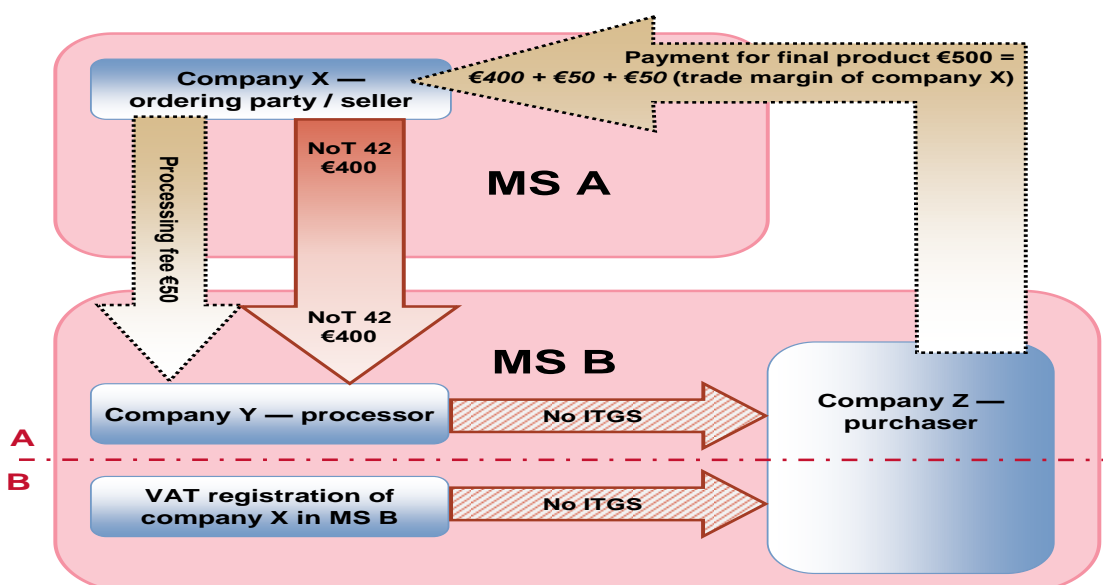 Company X —
ordering party / seller
Payment for final product €500 =
€400 + €50 + €50 (trade margin of company X)
Processing fee €50
NoT 42
€400
MS A
NoT 42
€400
MS B
Company Y — processor
No ITGS
Company Z —
purchaser
A
B
VAT registration of
company X in MS B
No ITGS